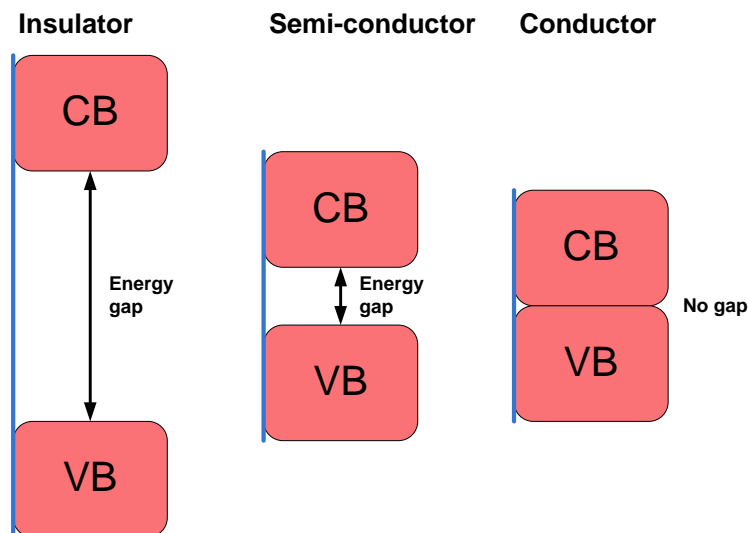 Insulator
Semi-conductor
Conductor
CB
Energy
gap
VB
CB
Energy
gap
VB
CB
No gap
VB